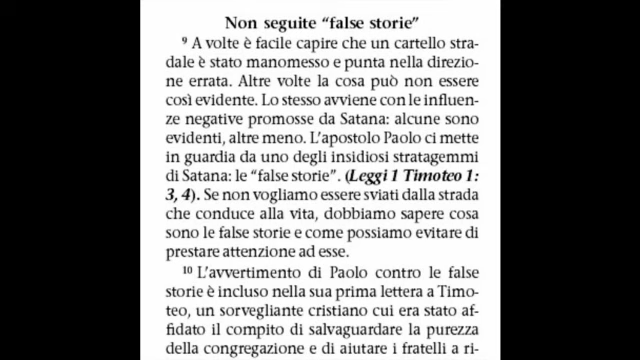 Non seguite “false storie”
⁹ A volte è facile capire che un cartello stra-
dale è stato manomesso e punta nella direzio-
ne errata. Altre volte la cosa può non essere
così evidente. Lo stesso avviene con le influen-
ze negative promosse da Satana: alcune sono
evidenti, altre meno. L’apostolo Paolo ci mette
in guardia da uno degli insidiosi stratagemmi
di Satana: le “false storie”. (Leggi 1 Timoteo 1:
3, 4). Se non vogliamo essere sviati dalla strada
che conduce alla vita, dobbiamo sapere cosa
sono le false storie e come possiamo evitare di
prestare attenzione ad esse.
¹⁰ L’avvertimento di Paolo contro le false
storie è incluso nella sua prima lettera a Timo-
teo, un sorvegliante cristiano cui era stato af-
fidato il compito di salvaguardare la purezza
della congregazione e di aiutare i fratelli a ri-